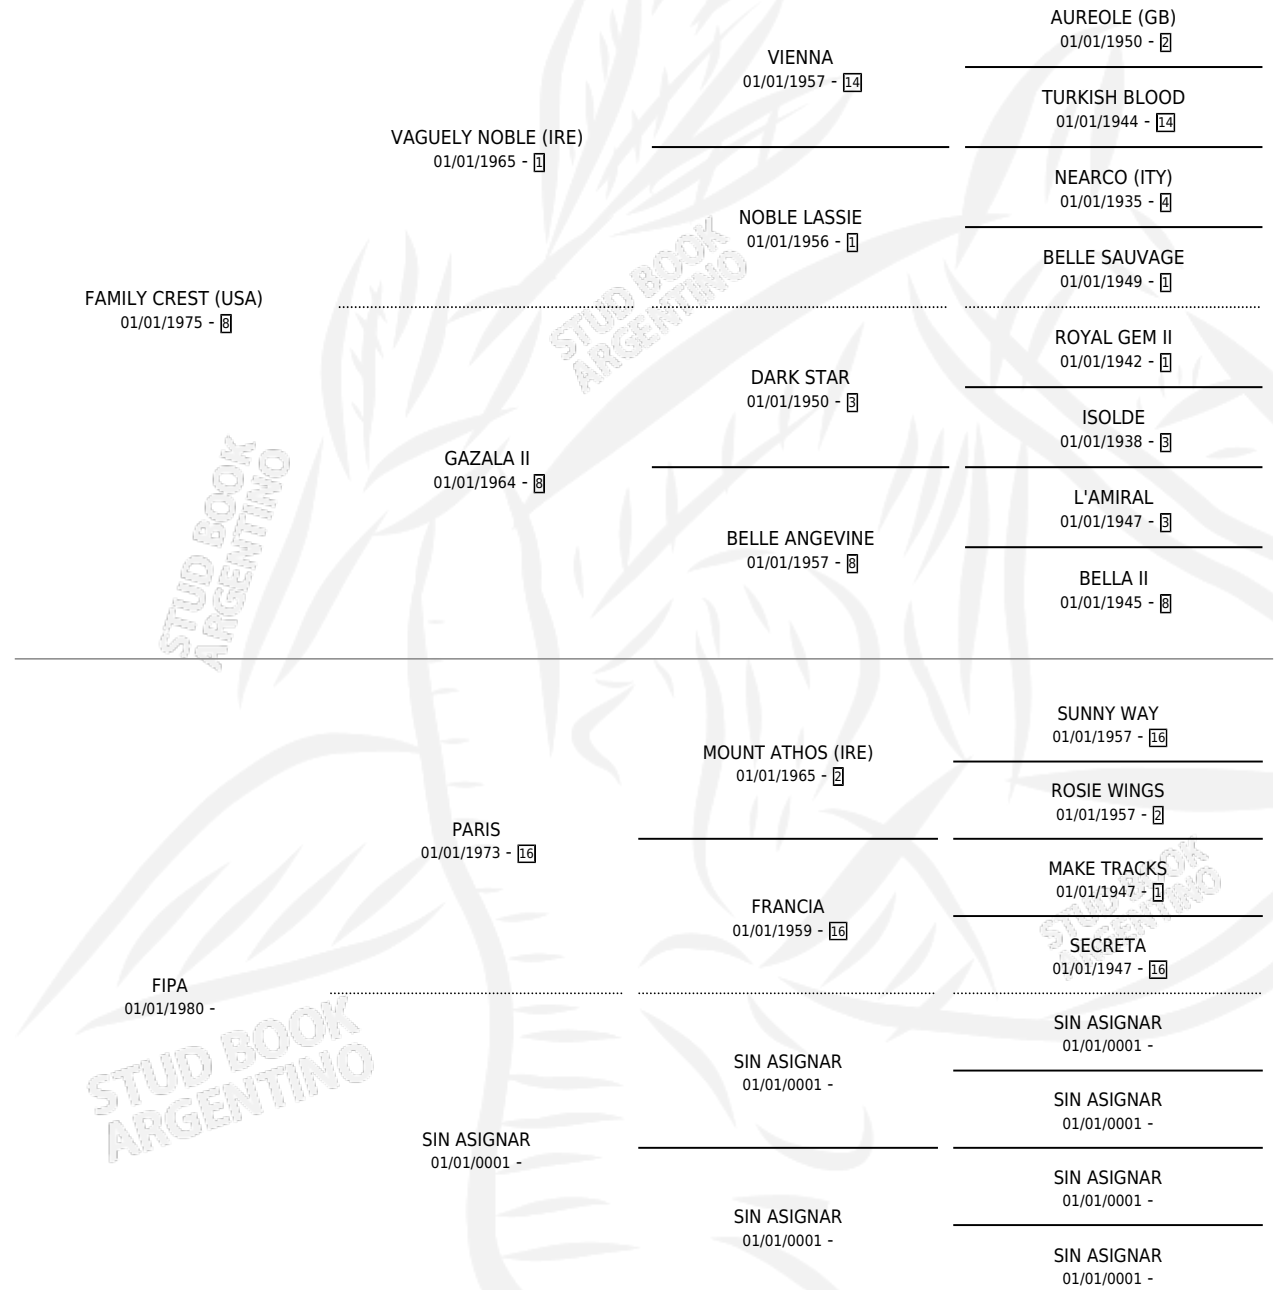 AUREOLE (GB)
01/01/1950 - 2
VIENNA
01/01/1957 - 14
TURKISH BLOOD
01/01/1944 - 14
VAGUELY NOBLE (IRE)
01/01/1965 - 1
NEARCO (ITY)
01/01/1935 - 4
NOBLE LASSIE
01/01/1956 - 1
BELLE SAUVAGE
01/01/1949 - 1
FAMILY CREST (USA)
01/01/1975 - 8
ROYAL GEM II
01/01/1942 - 1
DARK STAR
01/01/1950 - 3
ISOLDE
01/01/1938 - 3
GAZALA II
01/01/1964 - 8
L'AMIRAL
01/01/1947 - 3
BELLE ANGEVINE
01/01/1957 - 8
BELLA II
01/01/1945 - 8
SUNNY WAY
01/01/1957 - 16
MOUNT ATHOS (IRE)
01/01/1965 - 2
ROSIE WINGS
01/01/1957 - 2
PARIS
01/01/1973 - 16
MAKE TRACKS
01/01/1947 - 1
FRANCIA
01/01/1959 - 16
SECRETA
01/01/1947 - 16
FIPA
01/01/1980 -
SIN ASIGNAR
01/01/0001 -
SIN ASIGNAR
01/01/0001 -
SIN ASIGNAR
01/01/0001 -
SIN ASIGNAR
01/01/0001 -
SIN ASIGNAR
01/01/0001 -
SIN ASIGNAR
01/01/0001 -
SIN ASIGNAR
01/01/0001 -
STUD BOOK
ARGENTINO
STUD BOOK
ARGENTINO
STUD BOOK
ARGENTINO
STUD BOOK
ARGENTINO